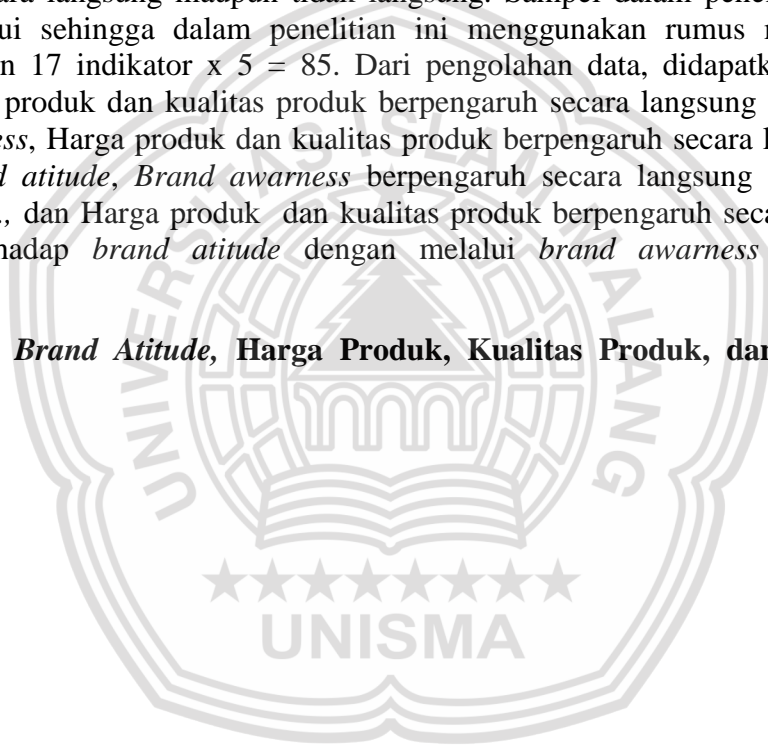 ara langsung maupun tidak langsung. Sampel dalam pene
ui sehingga dalam penelitian ini menggunakan rumus
n 17 indikator x 5 = 85. Dari pengolahan data, didapatk
produk dan kualitas produk berpengaruh secara langsung
ess, Harga produk dan kualitas produk berpengaruh secara l
d atitude, Brand awarness berpengaruh secara langsung
., dan Harga produk dan kualitas produk berpengaruh seca
hadap brand atitude dengan melalui brand awarness
Brand Atitude, Harga Produk, Kualitas Produk, dan
UNIVERSITAS ISLAM MALANG
UNISMA